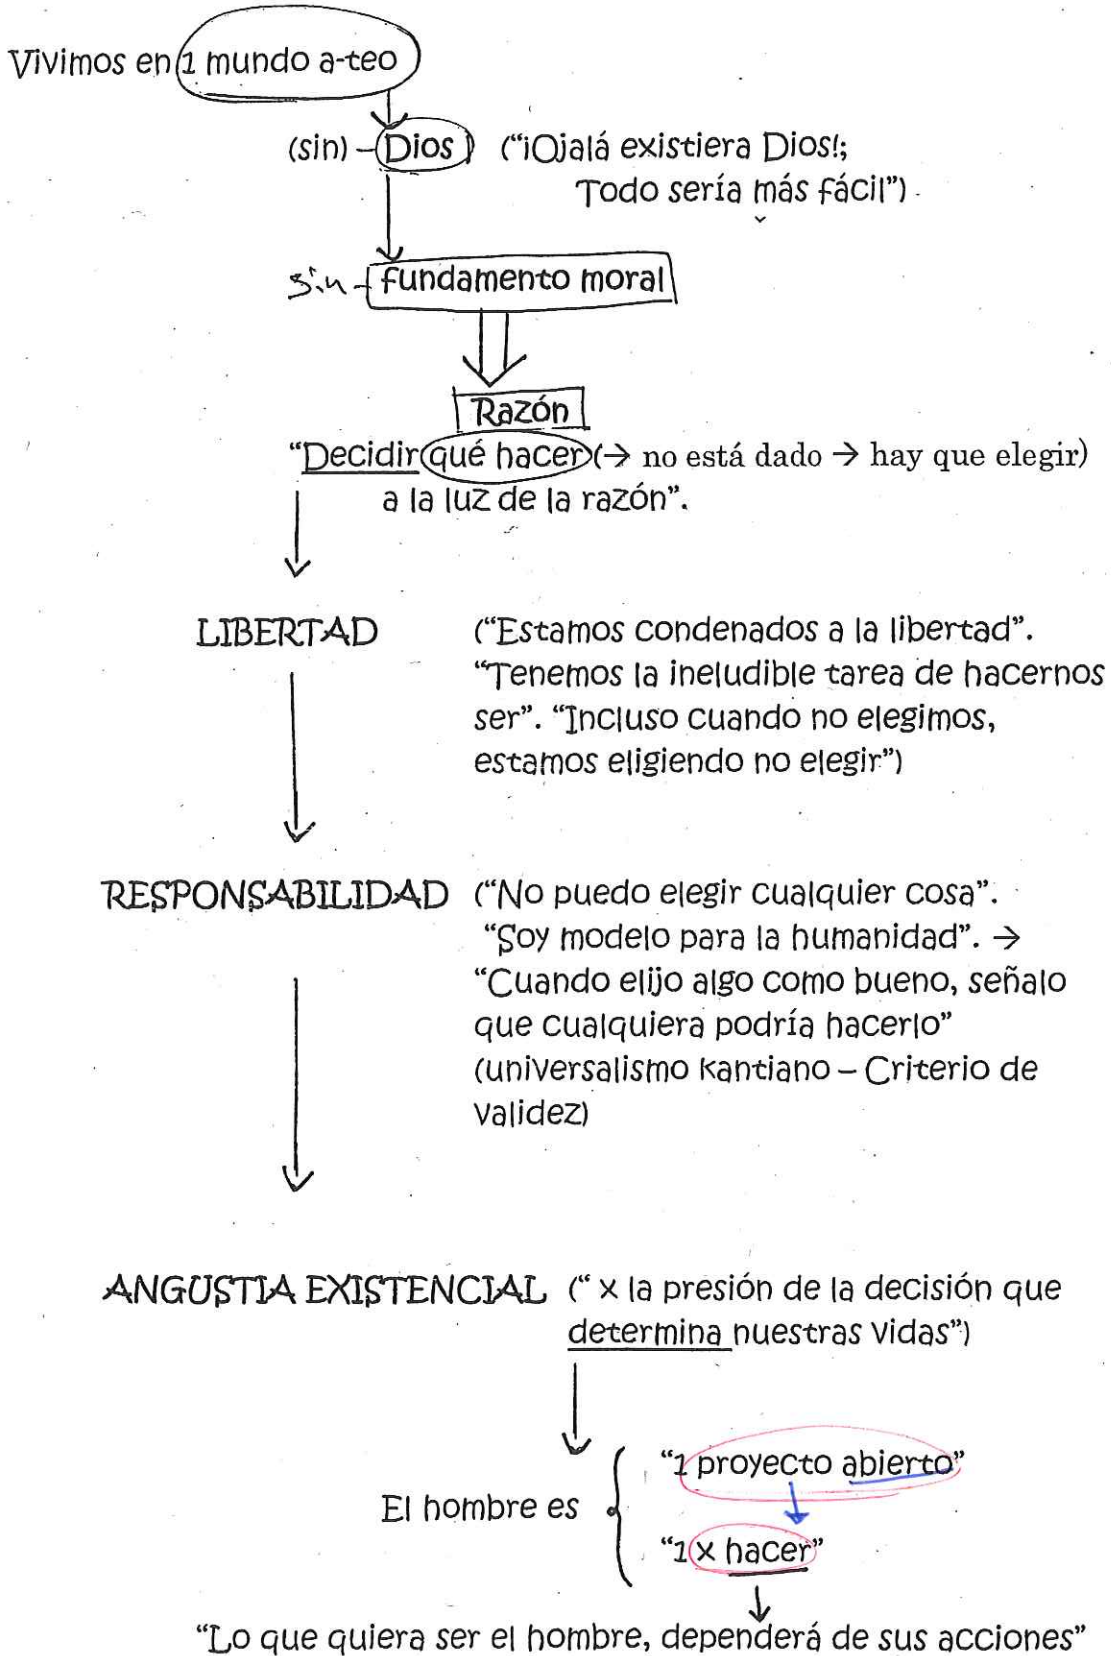 Vivimos en 1 mundo a-teo
(sin) – Dios ("¡Ojalá existiera Dios!;
Todo sería más fácil").
sin - fundamento moral
Razón
"Decidir qué hacer (→ no está dado → hay que elegir)
a la luz de la razón".
LIBERTAD ("Estamos condenados a la libertad".
"Tenemos la ineludible tarea de hacernos
ser". "Incluso cuando no elegimos,
estamos eligiendo no elegir")
RESPONSABILIDAD ("No puedo elegir cualquier cosa".
"Soy modelo para la humanidad". →
"Cuando elijo algo como bueno, señalo
que cualquiera podría hacerlo"
(universalismo kantiano – Criterio de
validez)
ANGUSTIA EXISTENCIAL (" x la presión de la decisión que
determina nuestras vidas")
"1 proyecto abierto"
El hombre es
"1 x hacer"
"Lo que quiera ser el hombre, dependerá de sus acciones"